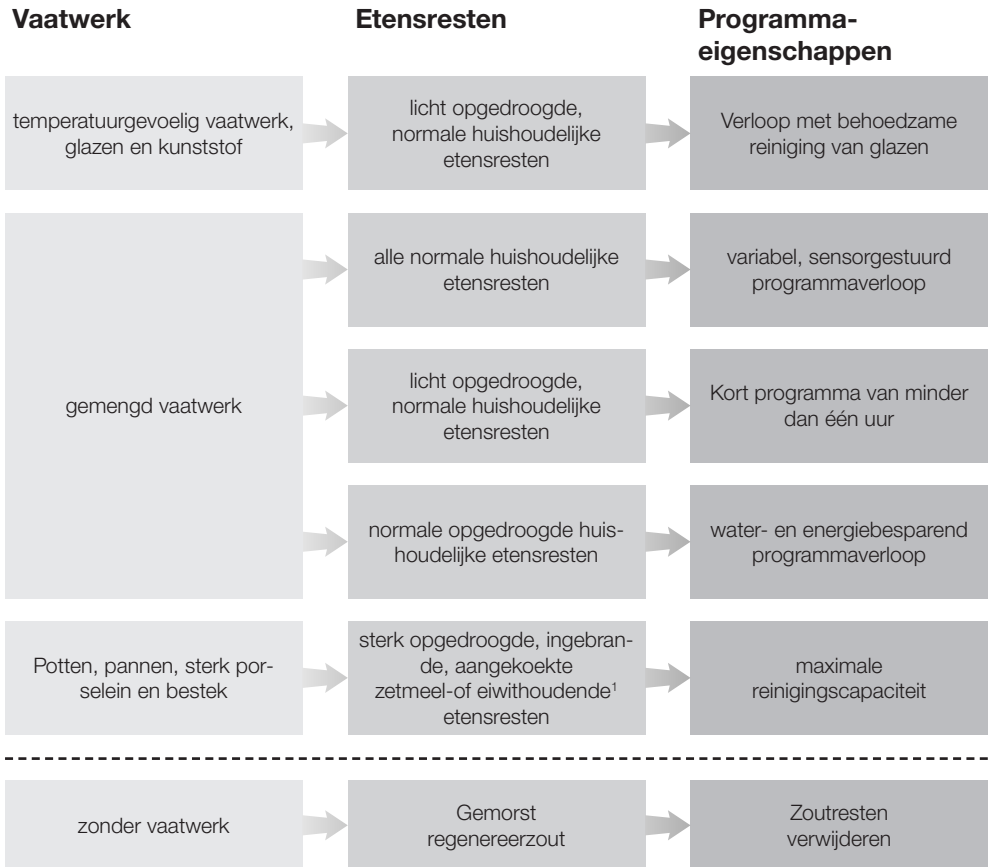 Vaatwerk
Etensresten
Programma-
eigenschappen
temperatuurgevoelig vaatwerk,
glazen en kunststof
licht opgedroogde,
normale huishoudelijke
etensresten
Verloop met behoedzame
reiniging van glazen
gemengd vaatwerk
alle normale huishoudelijke
etensresten
variabel, sensorgestuurd
programmaverloop
licht opgedroogde,
normale huishoudelijke
etensresten
Kort programma van minder
dan één uur
normale opgedroogde huis-
houdelijke etensresten
water- en energiebesparend
programmaverloop
Potten, pannen, sterk por-
selein en bestek
sterk opgedroogde, ingebran-
de, aangekoekte
zetmeel-of eiwithoudende¹
etensresten
maximale
reinigingscapaciteit
zonder vaatwerk
Gemorst
regenereerzout
Zoutresten
verwijderen